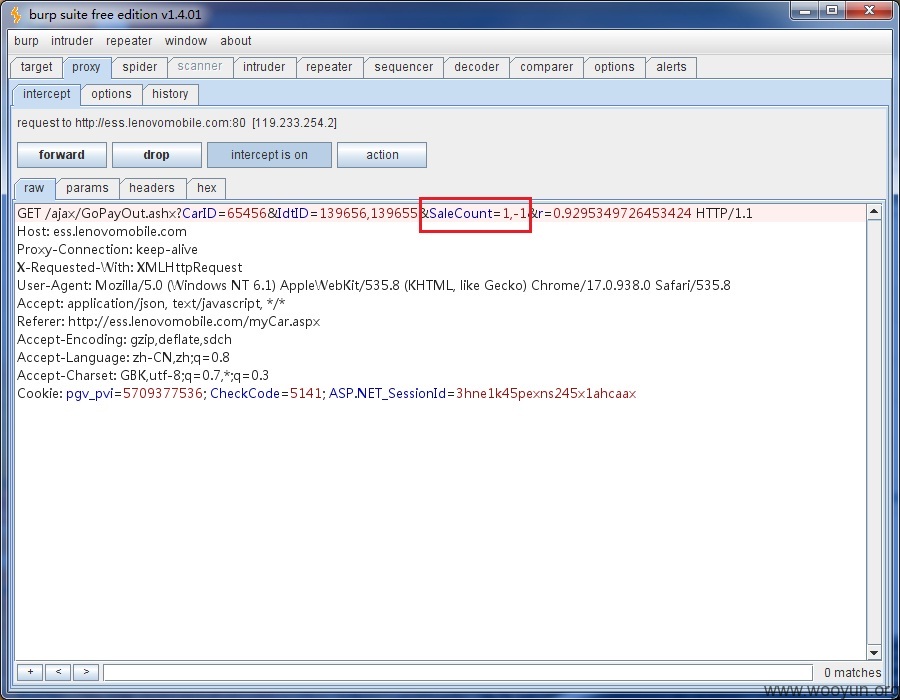 burp suite free edition v1.4.01
burp intruder repeater window about
target proxy spider scanner intruder repeater sequencer decoder comparer options alerts
intercept options history
request to http://ess.lenovomobile.com:80 [119.233.254.2]
forward drop intercept is on action
raw params headers hex
GET /ajax/GoPayOut.ashx?CarID=65456&IdtID=139656,139655&SaleCount=1,-1&r=0.9295349726453424 HTTP/1.1
Host: ess.lenovomobile.com
Proxy-Connection: keep-alive
X-Requested-With: XMLHttpRequest
User-Agent: Mozilla/5.0 (Windows NT 6.1) AppleWebKit/535.8 (KHTML, like Gecko) Chrome/17.0.938.0 Safari/535.8
Accept: application/json, text/javascript, */*
Referer: http://ess.lenovomobile.com/myCar.aspx
Accept-Encoding: gzip,deflate,sdch
Accept-Language: zh-CN,zh;q=0.8
Accept-Charset: GBK,utf-8;q=0.7,*;q=0.3
Cookie: pgv_pvi=5709377536; CheckCode=5141; ASP.NET_SessionId=3hne1k45pexns245x1ahcaax
+ < > 0 matches
www.wooyun.org